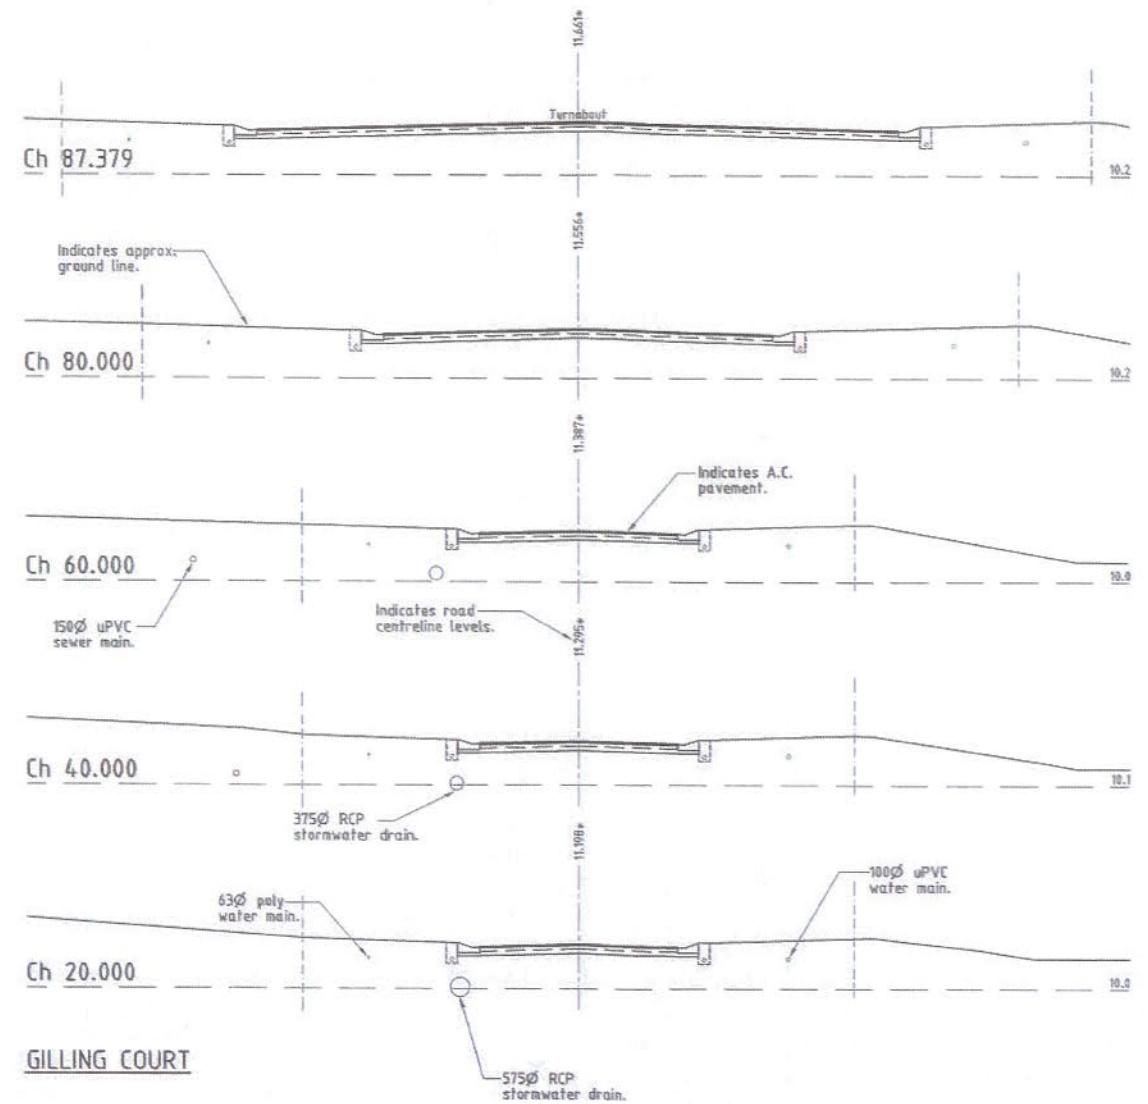 11.661*
Turnabout
Ch 87.379
10.2
11.556*
Indicates approx.
ground line.
Ch 80.000
10.2
11.387*
Indicates A.C.
pavement.
Ch 60.000
10.0
150Ø uPVC
sewer main.
Indicates road
centreline levels.
11.295*
Ch 40.000
10.1
375Ø RCP
stormwater drain.
11.198*
63Ø poly
water main.
100Ø uPVC
water main.
Ch 20.000
10.0
GILLING COURT
575Ø RCP
stormwater drain.